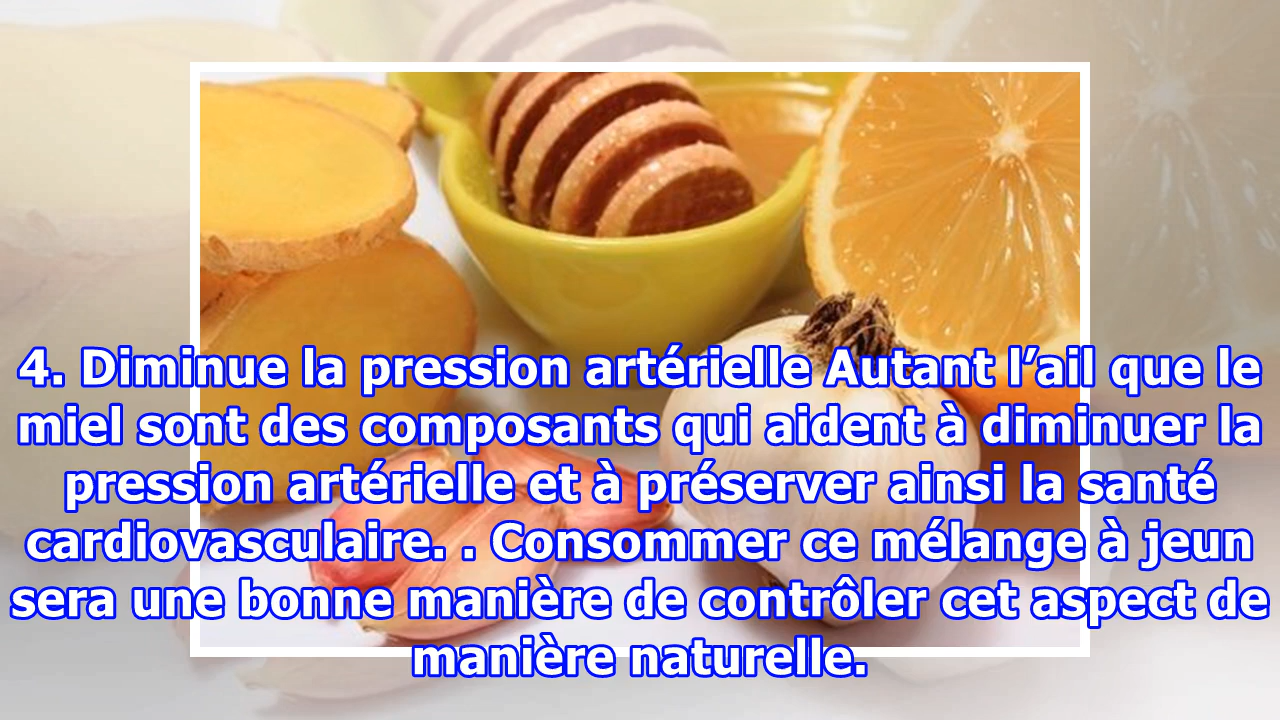 4. Diminue la pression artérielle Autant l’ail que le
miel sont des composants qui aident à diminuer la
pression artérielle et à préserver ainsi la santé
cardiovasculaire. . Consommer ce mélange à jeun
sera une bonne manière de contrôler cet aspect de
manière naturelle.